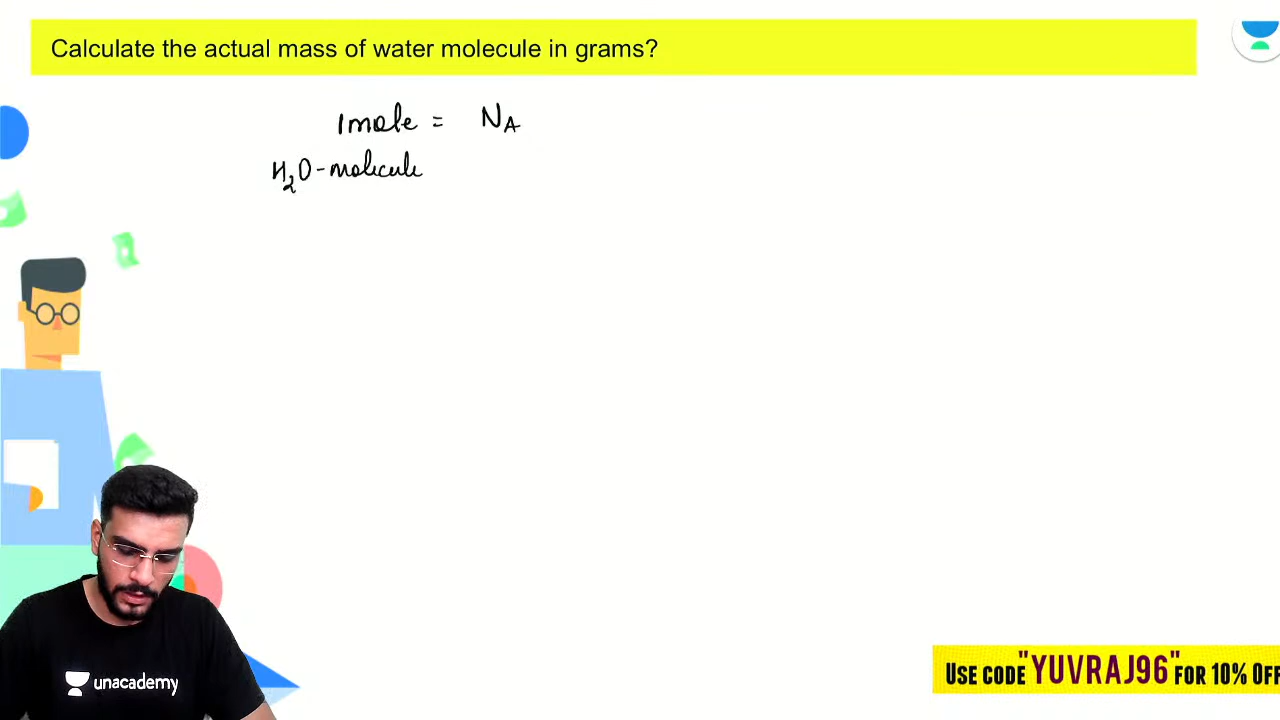 Calculate the actual mass of water molecule in grams?
1mole = NA
H2O-molecule
unacademy
USE CODE "YUVRAJ96" FOR 10% OFF